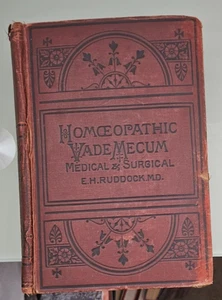 HOMŒOPATHIC
VADE MECUM
MEDICAL & SURGICAL
E.H. RUDDOCK. M.D.